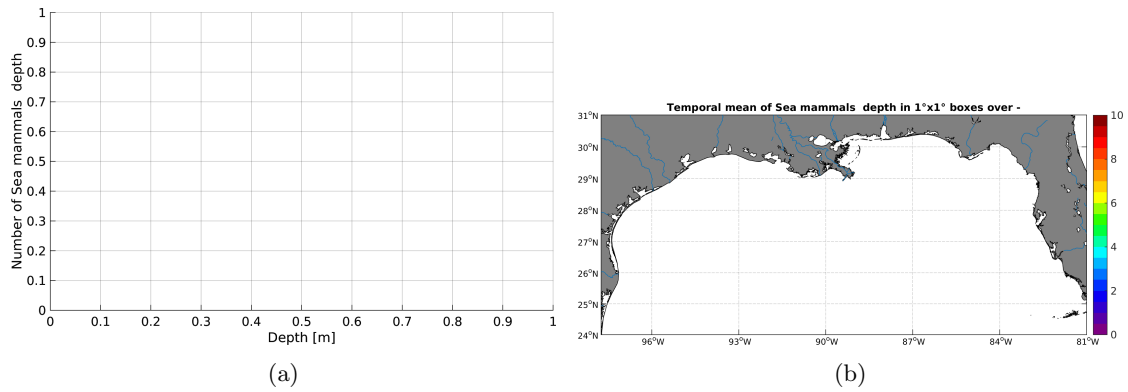 1
0.9
0.8
0.7
0.6
0.5
0.4
0.3
0.2
0.1
0
Number of Sea mammals  depth
0 0.1 0.2 0.3 0.4 0.5 0.6 0.7 0.8 0.9 1
Depth [m]
(a)
Temporal mean of Sea mammals  depth in 1°x1° boxes over -
31°N
30°N
29°N
28°N
27°N
26°N
25°N
24°N
96°W 93°W 90°W 87°W 84°W 81°W
10
8
6
4
2
0
(b)